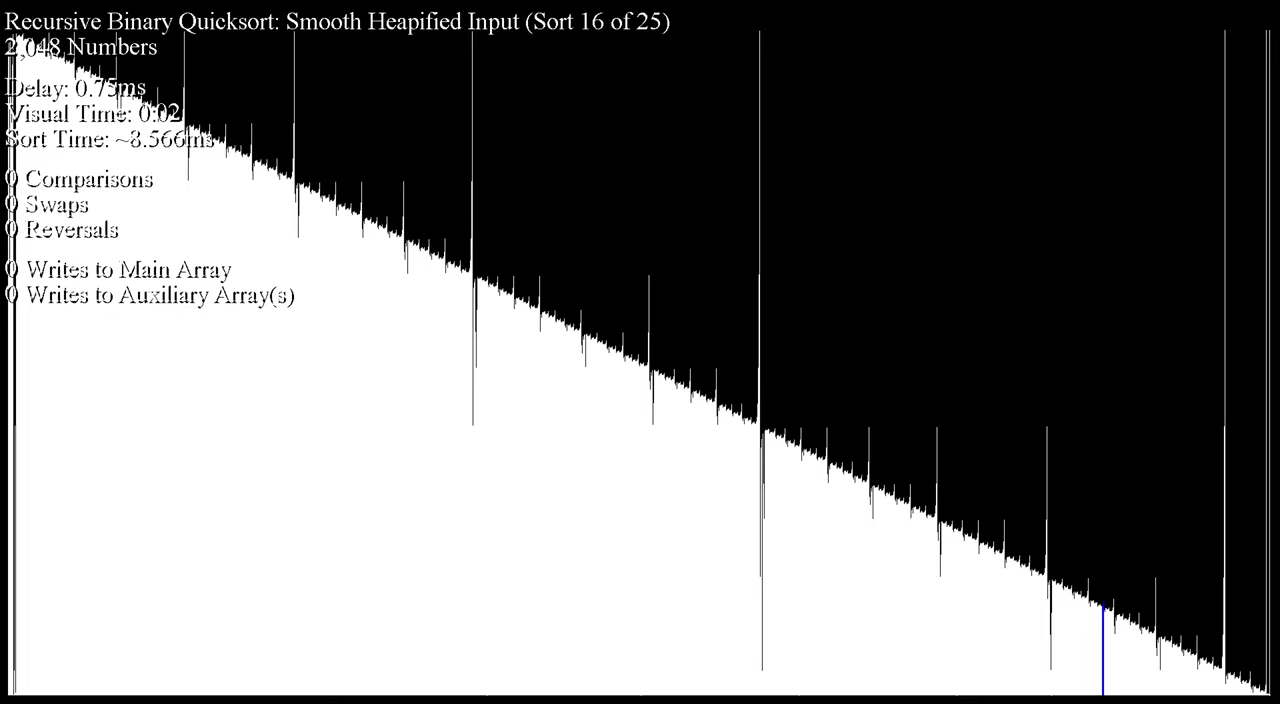 Recursive Binary Quicksort: Smooth Heapified Input (Sort 16 of 25)
2,048 Numbers
Delay: 0.75ms
Visual Time: 0:02
Sort Time: ~8.566ms
0 Comparisons
0 Swaps
0 Reversals
0 Writes to Main Array
0 Writes to Auxiliary Array(s)